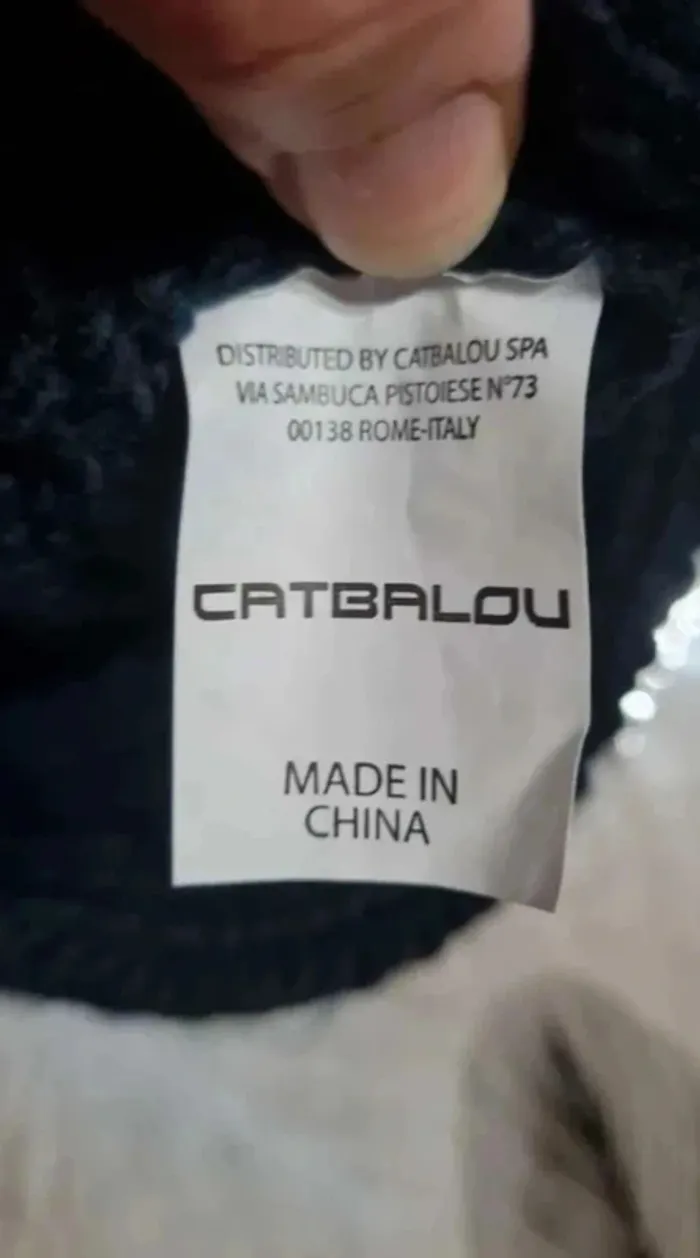 DISTRIBUTED BY CATBALOU SPA
VIA SAMBUCA PISTOIESE N°73
00138 ROME-ITALY
CATBALOU
MADE IN
CHINA